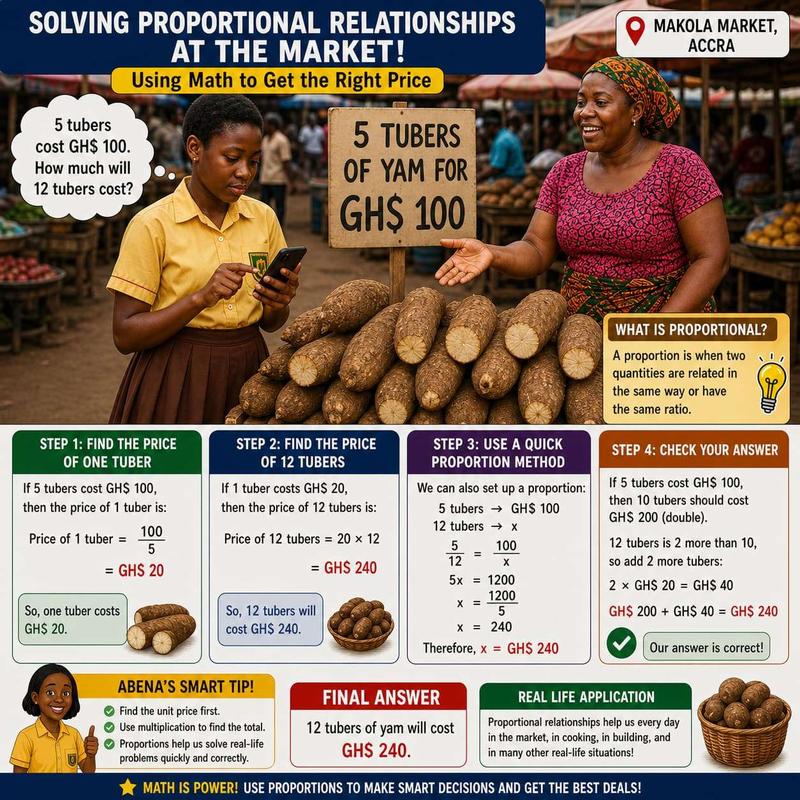 SOLVING PROPORTIONAL RELATIONSHIPS
AT THE MARKET!
Using Math to Get the Right Price
MAKOLA MARKET,
ACCRA
5 tubers
cost GH$ 100.
How much will
12 tubers cost?
5 TUBERS
OF YAM FOR
GH$ 100
WHAT IS PROPORTIONAL?
A proportion is when two
quantities are related in
the same way or have
the same ratio.
STEP 1: FIND THE PRICE
OF ONE TUBER
If 5 tubers cost GH$ 100,
then the price of 1 tuber is:
Price of 1 tuber = 100/5
= GH$ 20
So, one tuber costs
GH$ 20.
STEP 2: FIND THE PRICE
OF 12 TUBERS
If 1 tuber costs GH$ 20,
then the price of 12 tubers is:
Price of 12 tubers = 20 × 12
= GH$ 240
So, 12 tubers will
cost GH$ 240.
STEP 3: USE A QUICK
PROPORTION METHOD
We can also set up a proportion:
5 tubers → GH$ 100
12 tubers → x
5/12 = 100/x
5x = 1200
x = 1200/5
x = 240
Therefore, x = GH$ 240
STEP 4: CHECK YOUR ANSWER
If 5 tubers cost GH$ 100,
then 10 tubers should cost
GH$ 200 (double).
12 tubers is 2 more than 10,
so add 2 more tubers:
2 × GH$ 20 = GH$ 40
GH$ 200 + GH$ 40 = GH$ 240
Our answer is correct!
ABENA'S SMART TIP!
Find the unit price first.
Use multiplication to find the total.
Proportions help us solve real-life
problems quickly and correctly.
FINAL ANSWER
12 tubers of yam will cost
GH$ 240.
REAL LIFE APPLICATION
Proportional relationships help us every day
in the market, in cooking, in building, and
in many other real-life situations!
MATH IS POWER! USE PROPORTIONS TO MAKE SMART DECISIONS AND GET THE BEST DEALS!